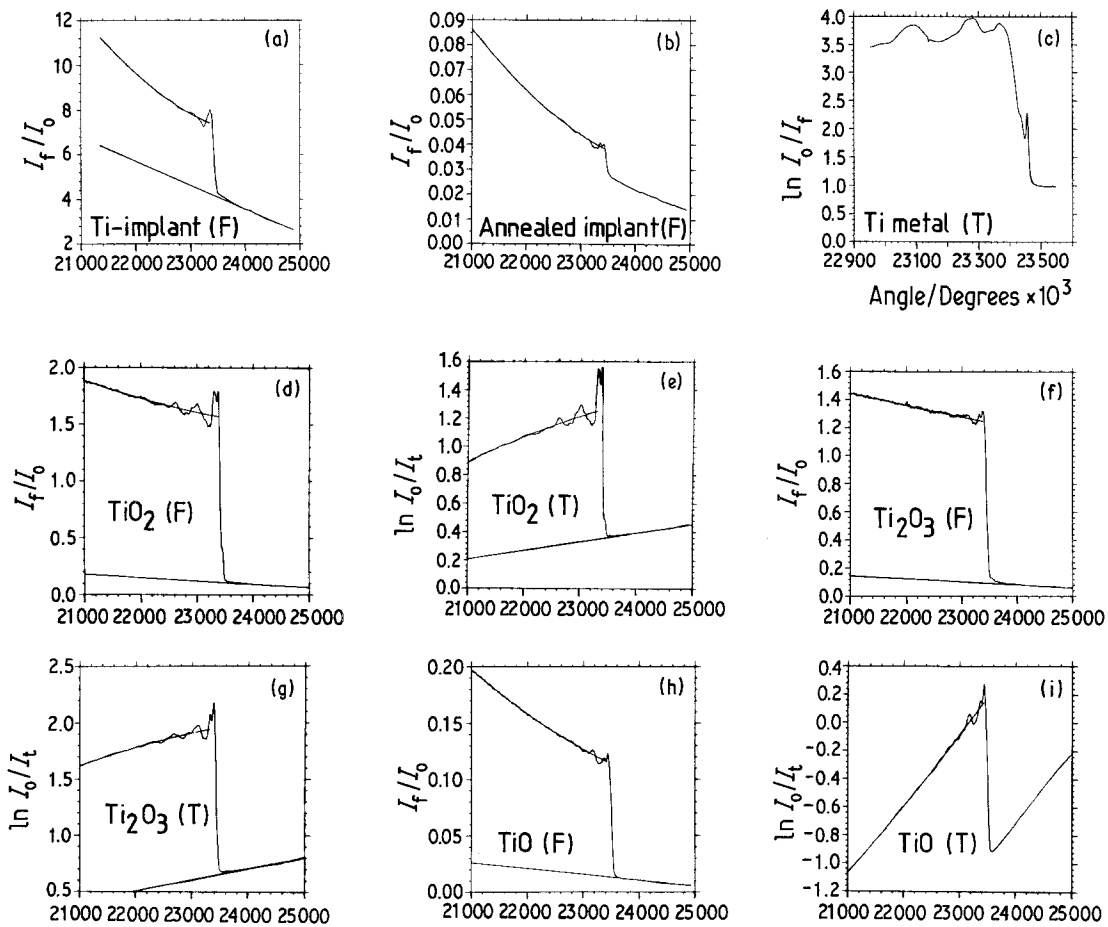 (a)
12
10
8
6
4
2
I_f/I_o
Ti-implant (F)
21000 22000 23000 24000 25000
(b)
0.09
0.08
0.07
0.06
0.05
0.04
0.03
0.02
0.01
0.00
I_f/I_o
Annealed implant(F)
21000 22000 23000 24000 25000
(c)
4.0
3.5
3.0
2.5
2.0
1.5
1.0
0.5
0.0
ln I_o/I_f
Ti metal (T)
22900 23100 23300 23500
Angle/Degrees ×10³
(d)
2.0
1.5
1.0
0.5
0.0
I_f/I_o
TiO₂ (F)
21000 22000 23000 24000 25000
(e)
1.6
1.4
1.2
1.0
0.8
0.6
0.4
0.2
0.0
ln I_o/I_t
TiO₂ (T)
21000 22000 23000 24000 25000
(f)
1.6
1.4
1.2
1.0
0.8
0.6
0.4
0.2
0.0
I_f/I_o
Ti₂O₃ (F)
21000 22000 23000 24000 25000
(g)
2.5
2.0
1.5
1.0
0.5
ln I_o/I_t
Ti₂O₃ (T)
21000 22000 23000 24000 25000
(h)
0.20
0.15
0.10
0.05
0.00
I_f/I_o
TiO (F)
21000 22000 23000 24000 25000
(i)
0.4
0.2
0.0
-0.2
-0.4
-0.6
-0.8
-1.0
-1.2
ln I_o/I_t
TiO (T)
21000 22000 23000 24000 25000